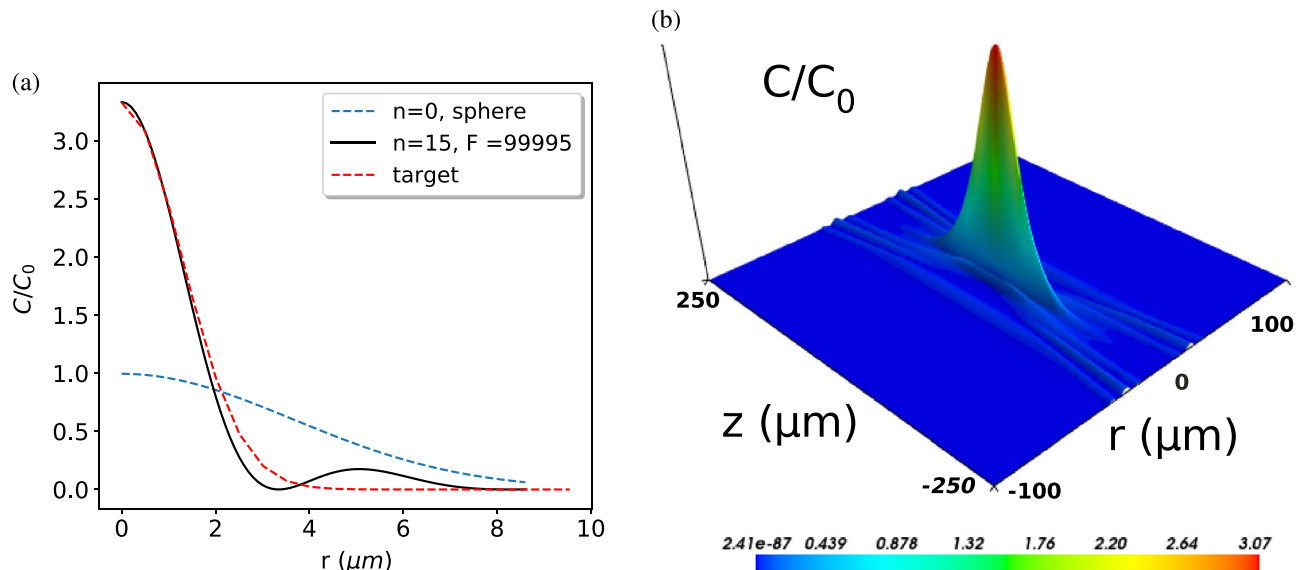 (a)
C/C0
3.0
2.5
2.0
1.5
1.0
0.5
0.0
0 2 4 6 8 10
r (μm)
n=0, sphere
n=15, F =99995
target
(b)
C/C0
250
z (μm)
-250
-100
0
100
r (μm)
2.41e-87 0.439 0.878 1.32 1.76 2.20 2.64 3.07